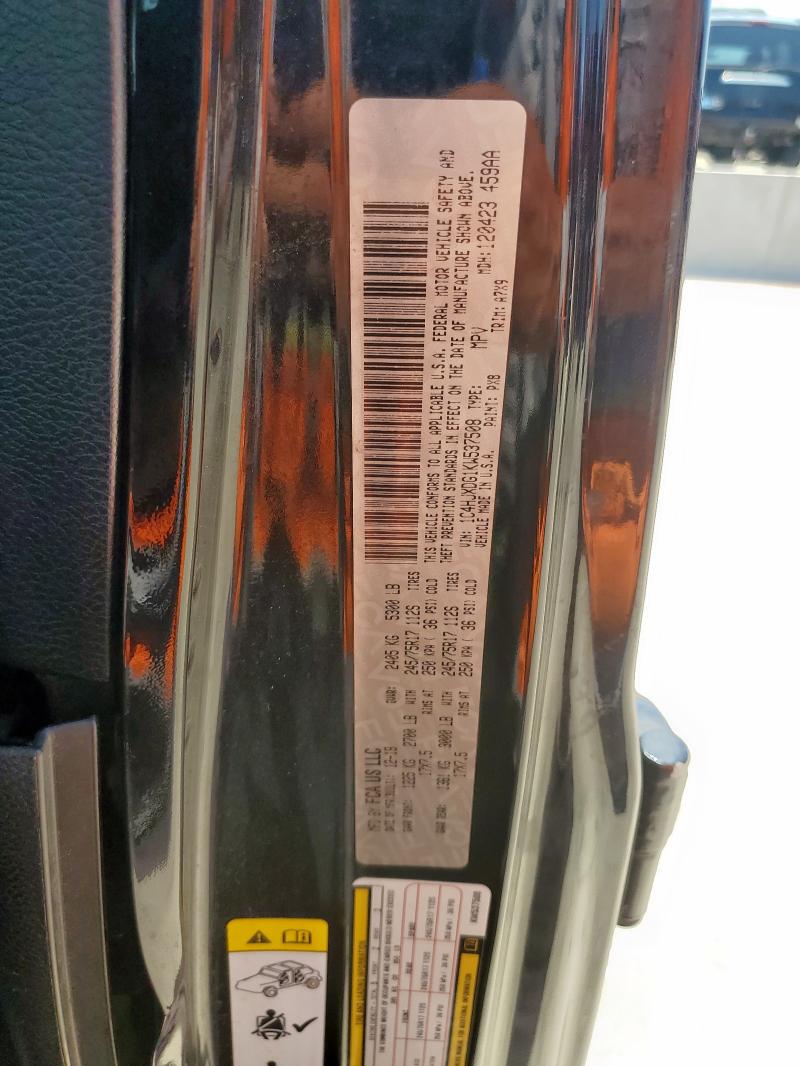 MFD BY FCA US LLC
DATE OF MFR: 12-18 GVWR: 2405 KG 5300 LB
GAWR FRONT: 1225 KG 2700 LB WITH 245/75R17 112S TIRES
17X7.5 RIMS AT 250 KPA ( 36 PSI) COLD
GAWR REAR: 1361 KG 3000 LB WITH 245/75R17 112S TIRES
17X7.5 RIMS AT 250 KPA ( 36 PSI) COLD
THIS VEHICLE CONFORMS TO ALL APPLICABLE U.S.A. FEDERAL MOTOR VEHICLE SAFETY AND
THEFT PREVENTION STANDARDS IN EFFECT ON THE DATE OF MANUFACTURE SHOWN ABOVE.
VIN: 1C4HJXDG1KW537508 TYPE: MPV MDH: 120423 459AA
VEHICLE MADE IN U.S.A. PAINT: PX8 TRIM: A7X9
TIRE AND LOADING INFORMATION